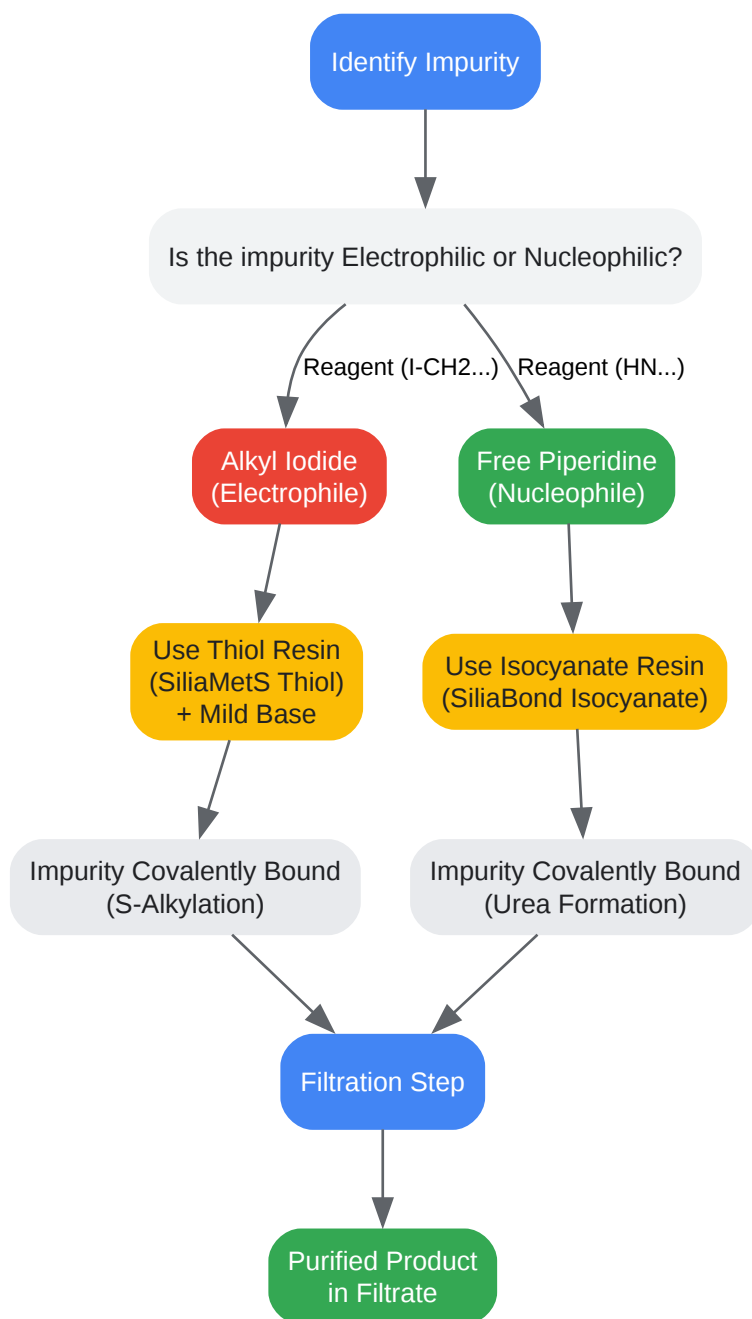 Identify Impurity
Is the impurity Electrophilic or Nucleophilic?
Reagent (I-CH2...)
Reagent (HN...)
Alkyl Iodide
(Electrophile)
Free Piperidine
(Nucleophile)
Use Thiol Resin
(SiliaMetS Thiol)
+ Mild Base
Use Isocyanate Resin
(SiliaBond Isocyanate)
Impurity Covalently Bound
(S-Alkylation)
Impurity Covalently Bound
(Urea Formation)
Filtration Step
Purified Product
in Filtrate